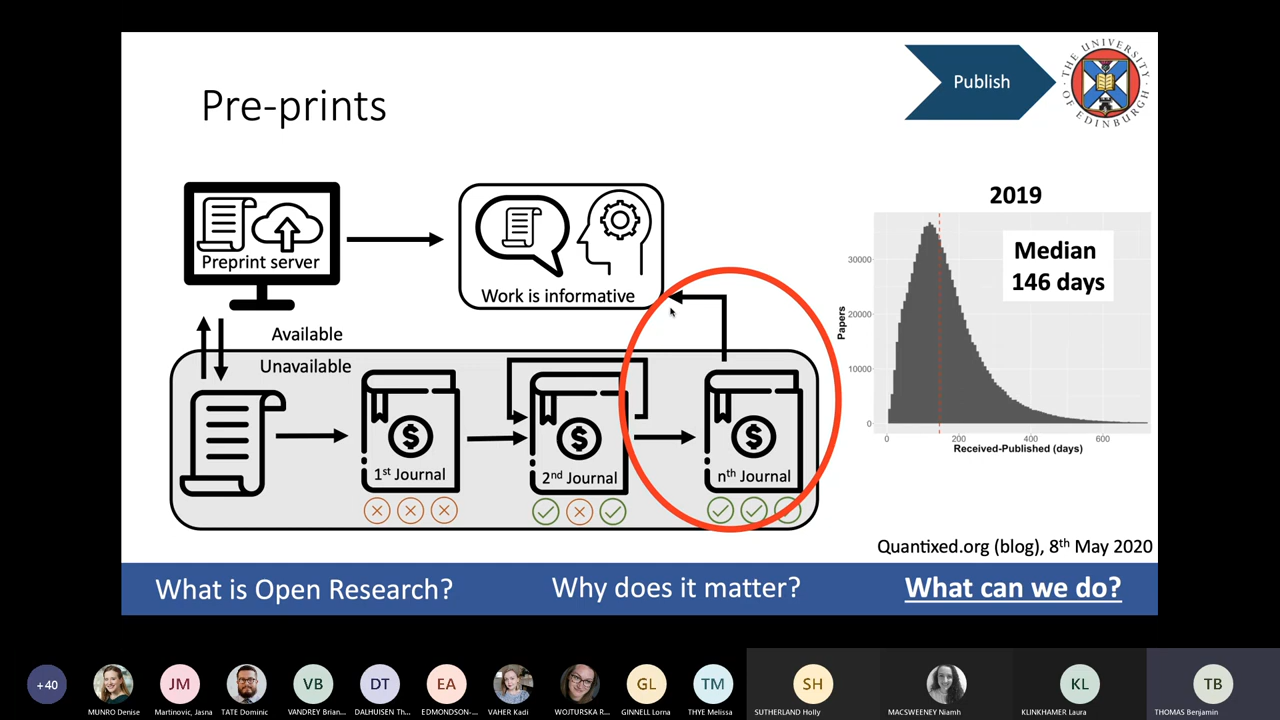 Pre-prints
Publish
THE UNIVERSITY OF EDINBURGH
Preprint server
Work is informative
Available
Unavailable
$
1st Journal
$
2nd Journal
$
nth Journal
2019
Median
146 days
Papers
30000
20000
10000
0
0
200
400
600
Received-Published (days)
Quantixed.org (blog), 8th May 2020
What is Open Research?
Why does it matter?
What can we do?
+40
JM
VB
DT
EA
GL
TM
SH
KL
TB
MUNRO Denise
Martinovic, Jasna
TATE Dominic
VANDREY Brian...
DALHUISEN Th...
EDMONDSON-...
VAHER Kadi
WOJTURSKA R...
GINNELL Lorna
THYE Melissa
SUTHERLAND Holly
MACSWEENEY Niamh
KLINKHAMER Laura
THOMAS Benjamin